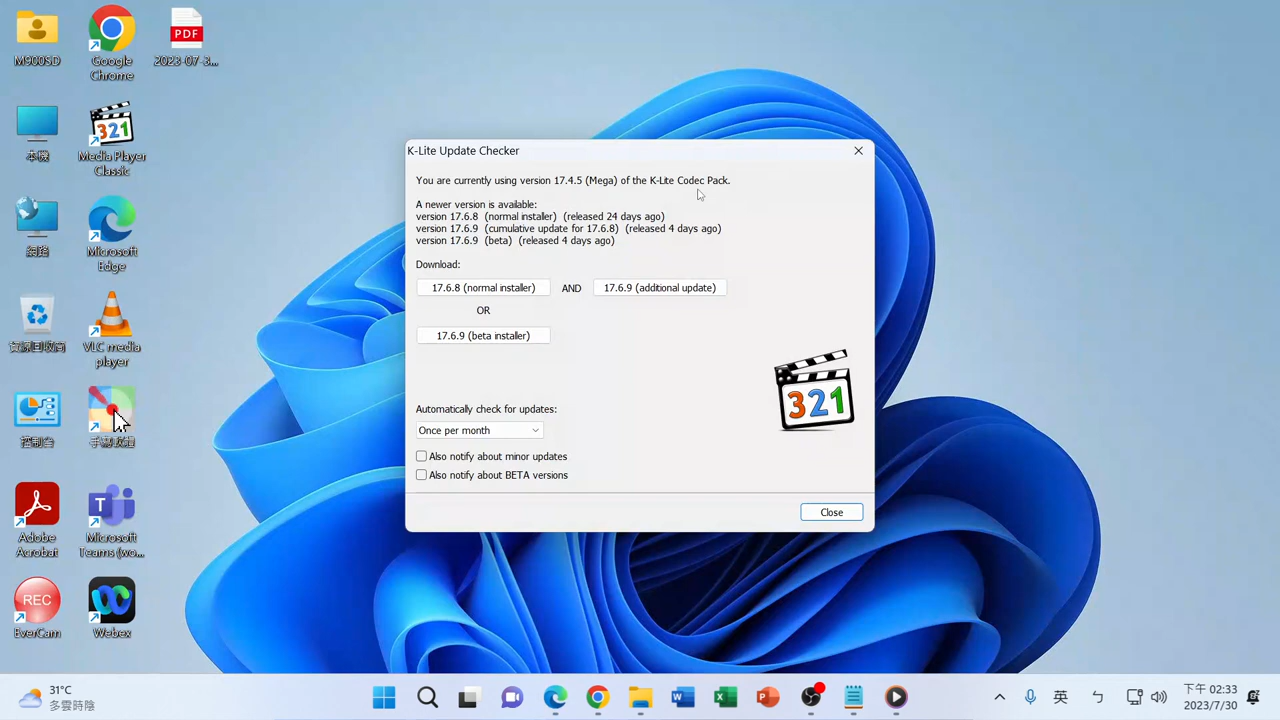 M900SD
Google
Chrome
PDF
2023-07-3...
本機
321
Media Player
Classic
網路
Microsoft
Edge
資源回收筒
VLC media
player
控制台
Adobe
Acrobat
Microsoft
Teams (wo...
REC
EverCam
Webex
K-Lite Update Checker
You are currently using version 17.4.5 (Mega) of the K-Lite Codec Pack.
A newer version is available:
version 17.6.8 (normal installer) (released 24 days ago)
version 17.6.9 (cumulative update for 17.6.8) (released 4 days ago)
version 17.6.9 (beta) (released 4 days ago)
Download:
17.6.8 (normal installer) AND 17.6.9 (additional update)
OR
17.6.9 (beta installer)
321
Automatically check for updates:
Once per month
Also notify about minor updates
Also notify about BETA versions
Close
31°C
多雲時陰
英
ㄅ
下午 02:33
2023/7/30